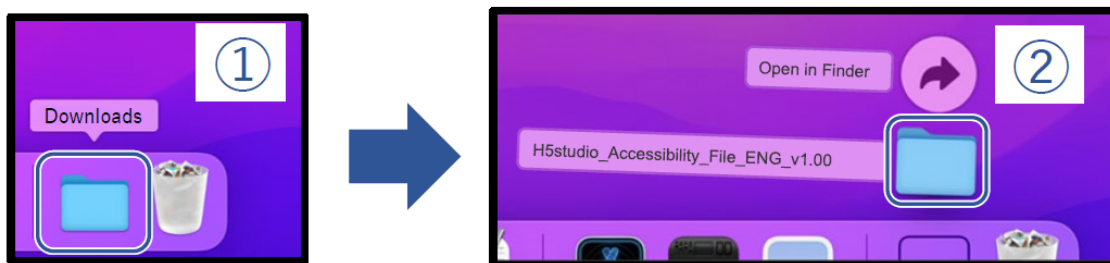 ①
Downloads
②
Open in Finder
H5studio_Accessibility_File_ENG_v1.00